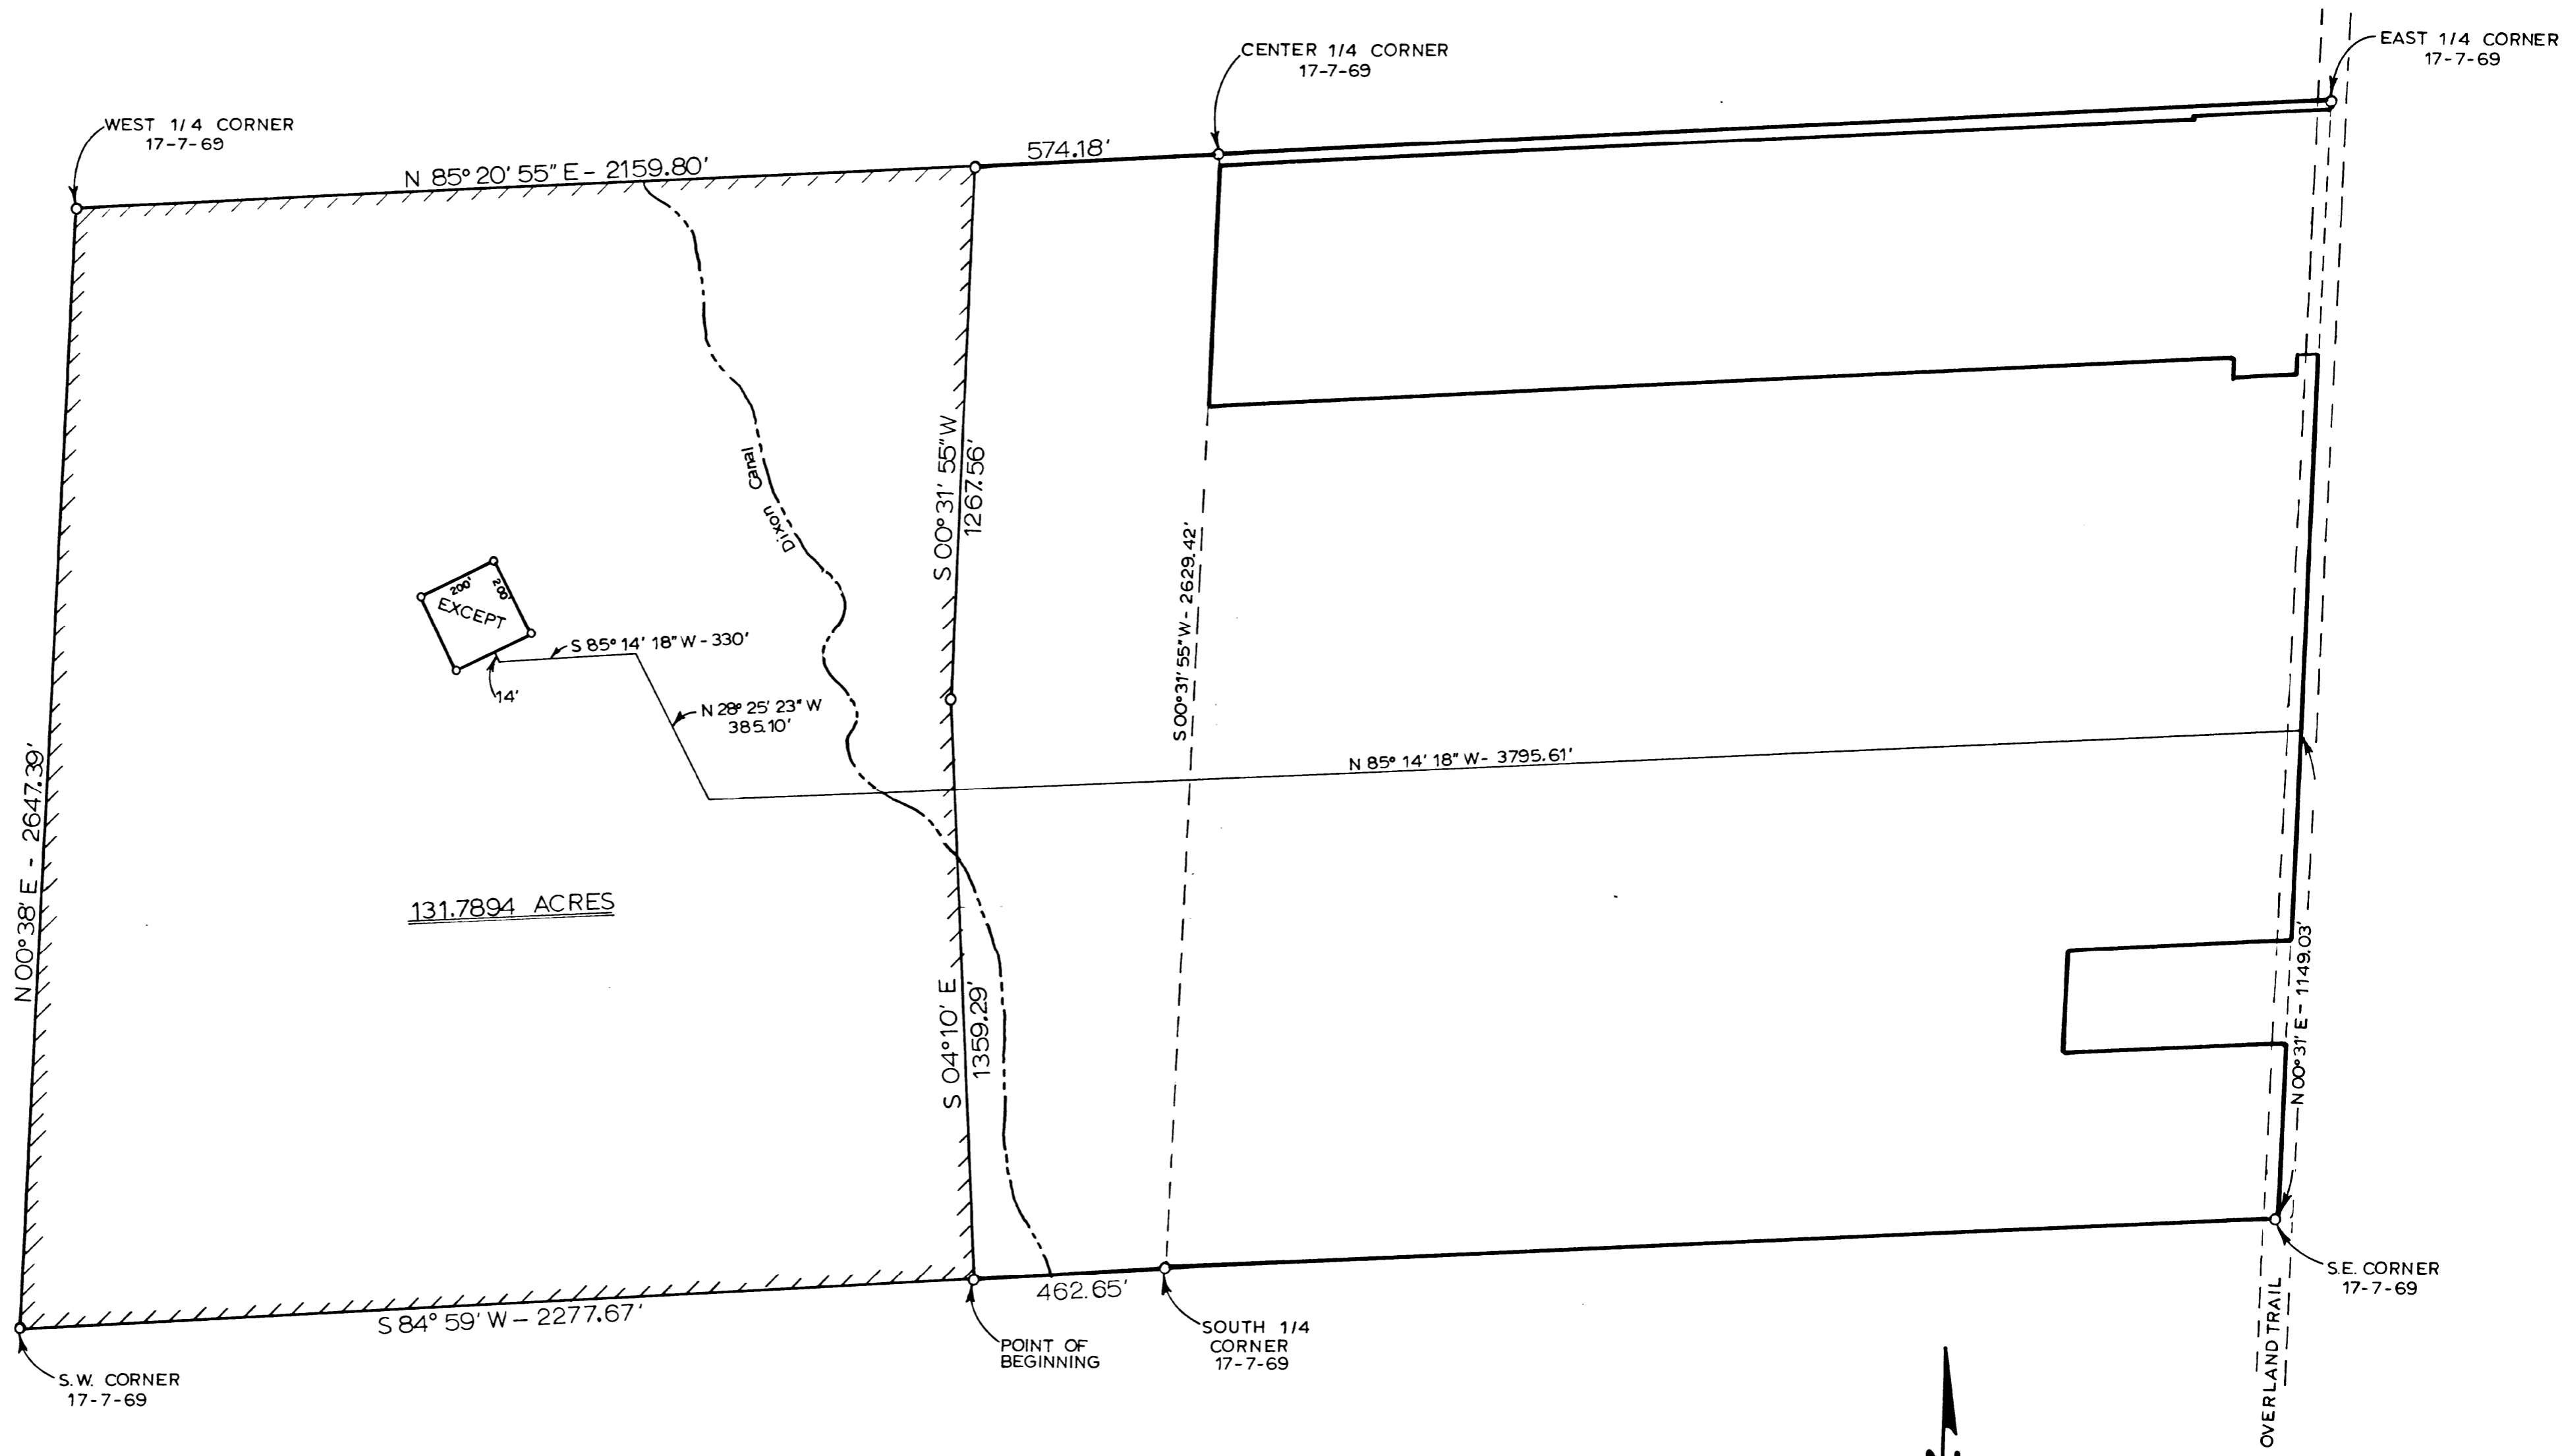 CENTER 1/4 CORNER
17-7-69
EAST 1/4 CORNER
17-7-69
WEST 1/4 CORNER
17-7-69
N 85° 20' 55" E - 2159.80'
574.18'
Canal
Dixon
S 00° 31' 55" W
1267.56'
S 00° 31' 55" W - 2629.42'
200'
200'
EXCEPT
S 85° 14' 18" W - 330'
14'
N 28° 25' 23" W
385.10'
N 85° 14' 18" W - 3795.61'
N 00° 38' E - 2647.39'
131.7894 ACRES
S 04° 10' E
1359.29'
N 00° 31' E - 1149.03'
S 84° 59' W - 2277.67'
462.65'
POINT OF
BEGINNING
SOUTH 1/4
CORNER
17-7-69
S.E. CORNER
17-7-69
S.W. CORNER
17-7-69
OVERLAND TRAIL